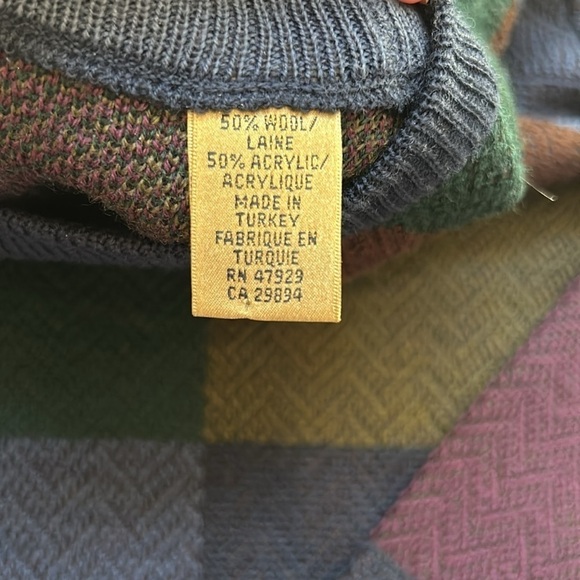 50% WOOL/
LAINE
50% ACRYLIC/
ACRYLIQUE
MADE IN
TURKEY
FABRIQUE EN
TURQUIE
RN 47929
CA 29894